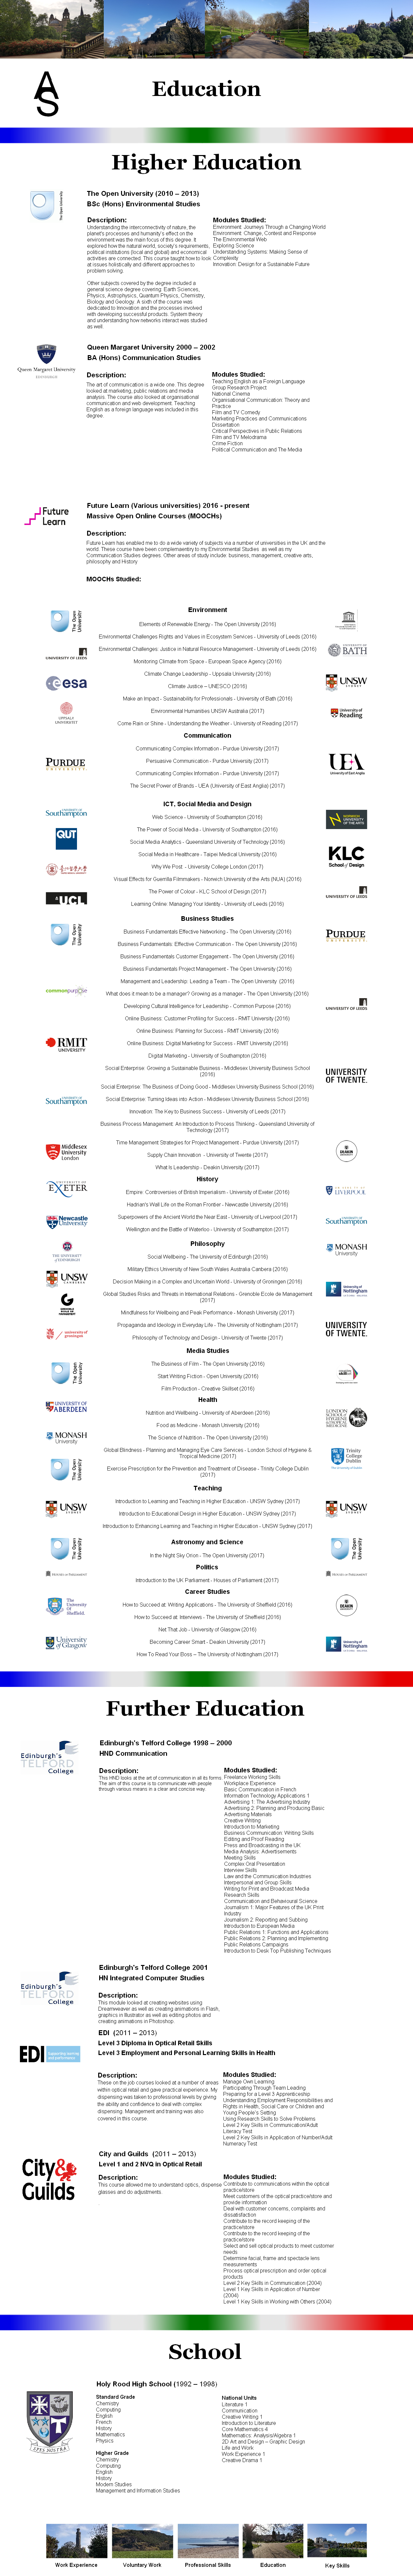 AS
Education
Higher Education
The Open University
The Open University (2010 – 2013)
BSc (Hons) Environmental Studies
Description:
Understanding the interconnectivity of nature, the
planet's processes and humanity's effect on the
environment was the main focus of this degree. It
explored how the natural world, society's requirements,
political institutions (local and global) and economical
activities are connected. This course taught how to look
at issues holistically and different approaches to
problem solving.
Other subjects covered by the degree included a
general science degree covering: Earth Sciences,
Physics, Astrophysics, Quantum Physics, Chemistry,
Biology and Geology. A sixth of the course was
dedicated to Innovation and the processes involved
with developing successful products. System theory
and understanding how networks interact was studied
as well.
Modules Studied:
Environment: Journeys Through a Changing World
Environment: Change, Context and Response
The Environmental Web
Exploring Science
Understanding Systems: Making Sense of
Complexity
Innovation: Design for a Sustainable Future
Queen Margaret University
EDINBURGH
Queen Margaret University 2000 – 2002
BA (Hons) Communication Studies
Description:
The art of communication is a wide one. This degree
looked at marketing, public relations and media
analysis. The course also looked at organisational
communication and web development. Teaching
English as a foreign language was included in this
degree.
Modules Studied:
Teaching English as a Foreign Language
Group Research Project
National Cinema
Organisational Communication: Theory and
Practice
Film and TV Comedy
Marketing Practices and Communications
Dissertation
Critical Perspectives in Public Relations
Film and TV Melodrama
Crime Fiction
Political Communication and The Media
Future
Learn
Future Learn (Various universities) 2016 - present
Massive Open Online Courses (MOOCHs)
Description:
Future Learn has enabled me to do a wide variety of subjects via a number of universities in the UK and the
world. These course have been complementry to my Environmental Studies as well as my
Communication Studies degrees. Other areas of study include: business, management, creative arts,
philosophy and History.
MOOCHs Studied:
Environment
Elements of Renewable Energy - The Open University (2016)
Environmental Challenges Rights and Values in Ecosystem Services - University of Leeds (2016)
Environmental Challenges: Justice in Natural Resource Management - University of Leeds (2016)
Monitoring Climate from Space - European Space Agency (2016)
Climate Change Leadership - Uppsala University (2016)
Climate Justice – UNESCO (2016)
Make an Impact - Sustainability for Professionals - University of Bath (2016)
Environmental Humanities UNSW Australia (2017)
Come Rain or Shine - Understanding the Weather - University of Reading (2017)
Communication
Communicating Complex Information - Purdue University (2017)
Persuasive Communication - Purdue University (2017)
Communicating Complex Information - Purdue University (2017)
The Secret Power of Brands - UEA (University of East Anglia) (2017)
ICT, Social Media and Design
Web Science - University of Southampton (2016)
The Power of Social Media - University of Southampton (2016)
Social Media Analytics - Queensland University of Technology (2016)
Social Media in Healthcare - Taipei Medical University (2016)
Why We Post - University College London (2017)
Visual Effects for Guerrilla Filmmakers - Norwich University of the Arts (NUA) (2016)
The Power of Colour - KLC School of Design (2017)
Learning Online: Managing Your Identity - University of Leeds (2016)
Business Studies
Business Fundamentals Effective Networking - The Open University (2016)
Business Fundamentals: Effective Communication - The Open University (2016)
Business Fundamentals Customer Engagement - The Open University (2016)
Business Fundamentals Project Management - The Open University (2016)
Management and Leadership: Leading a Team - The Open University (2016)
What does it mean to be a manager? Growing as a manager - The Open University (2016)
Developing Cultural Intelligence for Leadership - Common Purpose (2016)
Online Business: Customer Profiling for Success - RMIT University (2016)
Online Business: Planning for Success - RMIT University (2016)
Online Business: Digital Marketing for Success - RMIT University (2016)
Digital Marketing - University of Southampton (2016)
Social Enterprise: Growing a Sustainable Business - Middlesex University Business School
(2016)
Social Enterprise: The Business of Doing Good - Middlesex University Business School (2016)
Social Enterprise: Turning Ideas into Action - Middlesex University Business School (2016)
Innovation: The Key to Business Success - University of Leeds (2017)
Business Process Management: An Introduction to Process Thinking - Queensland University of
Technology (2017)
Time Management Strategies for Project Management - Purdue University (2017)
Supply Chain Innovation - University of Twente (2017)
What Is Leadership - Deakin University (2017)
History
Empire: Controversies of British Imperialism - University of Exeter (2016)
Hadrian's Wall Life on the Roman Frontier - Newcastle University (2016)
Superpowers of the Ancient World the Near East - University of Liverpool (2017)
Wellington and the Battle of Waterloo - University of Southampton (2017)
Philosophy
Social Wellbeing - The University of Edinburgh (2016)
Military Ethics University of New South Wales Australia Canberra (2016)
Decision Making in a Complex and Uncertain World - University of Groningen (2016)
Global Studies Risks and Threats in International Relations - Grenoble Ecole de Management
(2017)
Mindfulness for Wellbeing and Peak Performance - Monash University (2017)
Propaganda and Ideology in Everyday Life - The University of Nottingham (2017)
Philosophy of Technology and Design - University of Twente (2017)
Media Studies
The Business of Film - The Open University (2016)
Start Writing Fiction - Open University (2016)
Film Production - Creative Skillset (2016)
Health
Nutrition and Wellbeing - University of Aberdeen (2016)
Food as Medicine - Monash University (2016)
The Science of Nutrition - The Open University (2016)
Global Blindness - Planning and Managing Eye Care Services - London School of Hygiene &
Tropical Medicine (2017)
Exercise Prescription for the Prevention and Treatment of Disease - Trinity College Dublin
(2017)
Teaching
Introduction to Learning and Teaching in Higher Education - UNSW Sydney (2017)
Introduction to Educational Design in Higher Education - UNSW Sydney (2017)
Introduction to Enhancing Learning and Teaching in Higher Education - UNSW Sydney (2017)
Astronomy and Science
In the Night Sky Orion - The Open University (2017)
Politics
Introduction to the UK Parliament - Houses of Parliament (2017)
Career Studies
How to Succeed at: Writing Applications - The University of Sheffield (2016)
How to Succeed at: Interviews - The University of Sheffield (2016)
Net That Job - University of Glasgow (2016)
Becoming Career Smart - Deakin University (2017)
How To Read Your Boss – The University of Nottingham (2017)
Further Education
Edinburgh's
TELFORD
College
Edinburgh's Telford College 1998 – 2000
HND Communication
Description:
This HND looks at the art of communication in all its forms.
The aim of this course is to communicate with people
through various means in a clear and concise way.
Modules Studied:
Freelance Working Skills
Workplace Experience
Basic Communication in French
Information Technology Applications 1
Advertising 1: The Advertising Industry
Advertising 2: Planning and Producing Basic
Advertising Materials
Creative Writing
Introduction to Marketing
Business Communication: Writing Skills
Editing and Proof Reading
Press and Broadcasting in the UK
Media Analysis: Advertisements
Meeting Skills
Complex Oral Presentation
Interview Skills
Law and the Communication Industries
Interpersonal and Group Skills
Writing for Print and Broadcast Media
Research Skills
Communication and Behavioural Science
Journalism 1: Major Features of the UK Print
Industry
Journalism 2: Reporting and Subbing
Introduction to European Media
Public Relations 1: Functions and Applications
Public Relations 2: Planning and Implementing
Public Relations Campaigns
Introduction to Desk Top Publishing Techniques
Edinburgh's
TELFORD
College
Edinburgh's Telford College 2001
HN Integrated Computer Studies
Description:
This module looked at creating websites using
Dreamweaver as well as creating animations in Flash,
graphics in Illustrator as well as editing photos and
creating animations in Photoshop.
EDI
EDI (2011 – 2013)
Level 3 Diploma in Optical Retail Skills
Level 3 Employment and Personal Learning Skills in Health
Description:
These on the job courses looked at a number of areas
within optical retail and gave practical experience. My
dispensing was taken to professional levels by giving
the ability and confidence to deal with complex
dispensing. Management and training was also
covered in this course.
Modules Studied:
Manage Own Learning
Participating Through Team Leading
Preparing for a Level 3 Apprenticeship
Understanding Employment Responsibilities and
Rights in Health, Social Care or Children and
Young People's Setting
Using Research Skills to Solve Problems
Level 2 Key Skills in Communication/Adult
Literacy Test
Level 2 Key Skills in Application of Number/Adult
Numeracy Test
City&
Guilds
City and Guilds (2011 – 2013)
Level 1 and 2 NVQ in Optical Retail
Description:
This course allowed me to understand optics, dispense
glasses and do adjustments.
Modules Studied:
Contribute to communications within the optical
practice/store
Meet customers of the optical practice/store and
provide information
Deal with customer concerns, complaints and
dissatisfaction
Contribute to the record keeping of the
practice/store
Contribute to the record keeping of the
practice/store
Select and sell optical products to meet customer
needs
Determine facial, frame and spectacle lens
measurements
Process optical prescription and order optical
products
Level 2 Key Skills in Communication (2004)
Level 1 Key Skills in Application of Number
(2004)
Level 1 Key Skills in Working with Others (2004)
School
SPES NOSTRA
Holy Rood High School (1992 – 1998)
Standard Grade
Chemistry
Computing
English
French
History
Mathematics
Physics
Higher Grade
Chemistry
Computing
English
History
Modern Studies
Management and Information Studies
National Units
Literature 1
Communication
Creative Writing 1
Introduction to Literature
Core Mathematics 4
Mathematics: Analysis/Algebra 1
2D Art and Design – Graphic Design
Life and Work
Work Experience 1
Creative Drama 1
Work Experience
Voluntary Work
Professional Skills
Education
Key Skills